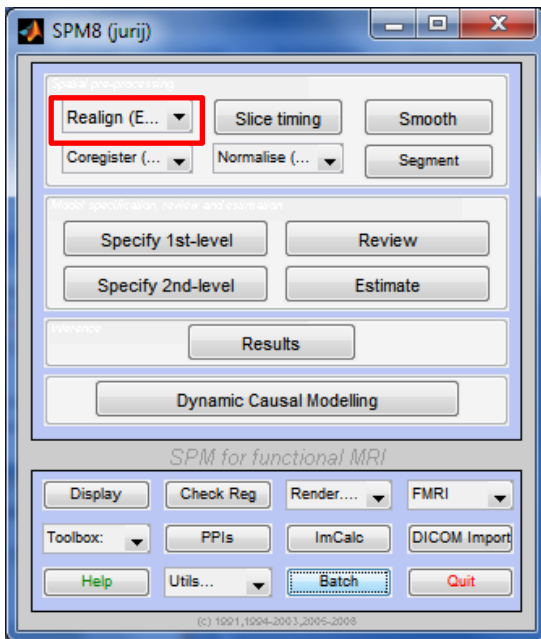 SPM8 (jurij)
Spatial pre-processing
Realign (E... Slice timing Smooth
Coregister (... Normalise (... Segment
Model specification, review and estimation
Specify 1st-level Review
Specify 2nd-level Estimate
Inference
Results
Dynamic Causal Modelling
SPM for functional MRI
Display Check Reg Render.... FMRI
Toolbox: PPIs ImCalc DICOM Import
Help Utils... Batch Quit
(c) 1991,1994-2003,2005-2008